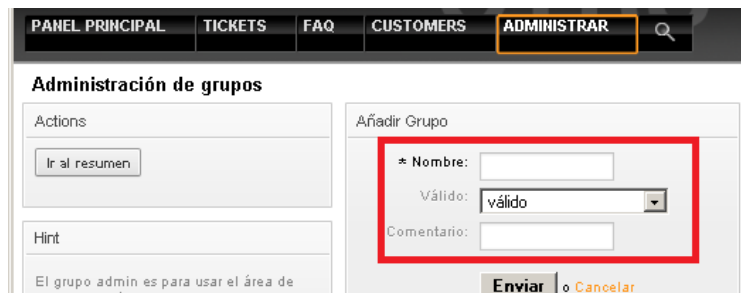 PANEL PRINCIPAL TICKETS FAQ CUSTOMERS ADMINISTRAR
Administración de grupos
Actions
Ir al resumen
Hint
El grupo admin es para usar el área de
Añadir Grupo
* Nombre:
Válido: válido
Comentario:
Enviar o Cancelar